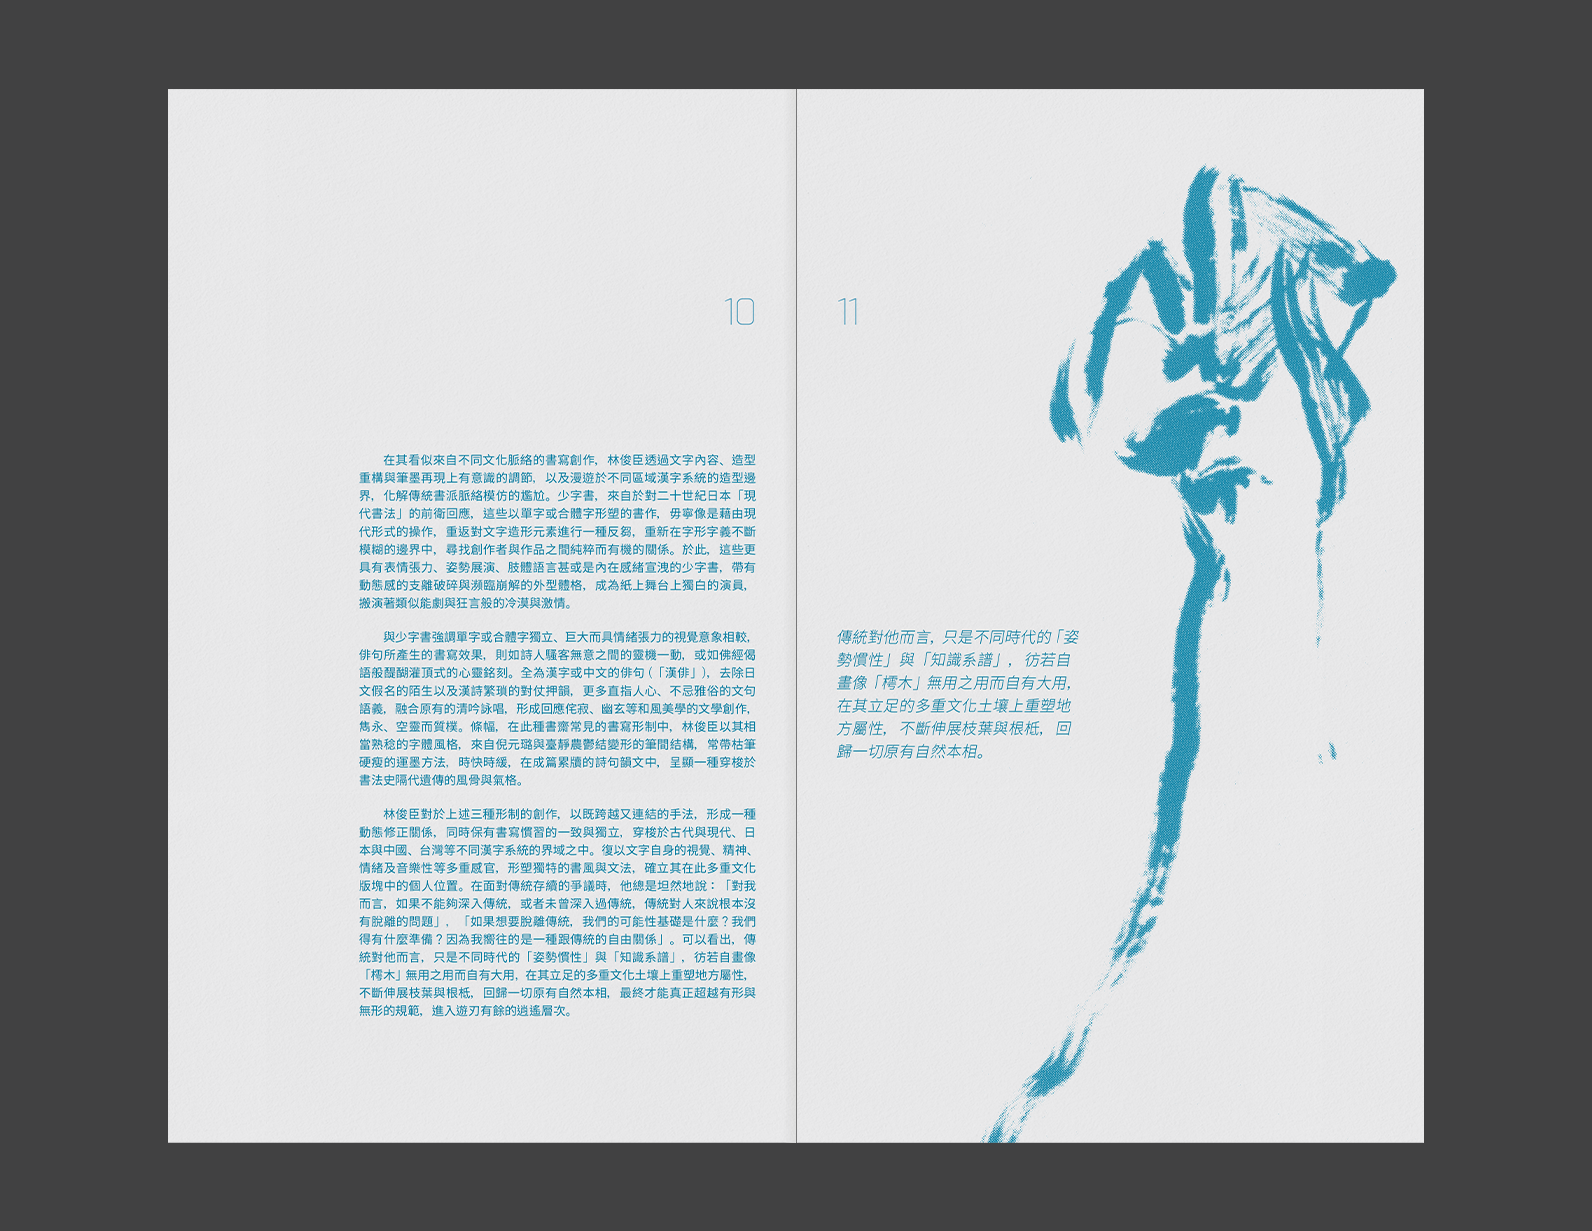 10
在其看似來自不同文化脈絡的書寫創作，林俊臣透過文字內容、造型
重構與筆墨再現上有意識的調節，以及漫遊於不同區域漢字系統的造型邊
界，化解傳統書派脈絡模仿的尷尬。少字書，來自於對二十世紀日本「現
代書法」的前衛回應，這些以單字或合體字形塑的書作，毋寧像是藉由現
代形式的操作，重返對文字造形元素進行一種反芻，重新在字形字義不斷
模糊的邊界中，尋找創作者與作品之間純粹而有機的關係。於此，這些更
具有表情張力、姿勢展演、肢體語言甚或是內在感緒宣洩的少字書，帶有
動態感的支離破碎與瀕臨崩解的外型體格，成為紙上舞台上獨白的演員，
搬演著類似能劇與狂言般的冷漠與激情。
與少字書強調單字或合體字獨立、巨大而具情緒張力的視覺意象相較，
俳句所產生的書寫效果，則如詩人騷客無意之間的靈機一動，或如佛經偈
語般醍醐灌頂式的心靈銘刻。全為漢字或中文的俳句（「漢俳」），去除日
文假名的陌生以及漢詩繁瑣的對仗押韻，更多直指人心、不忌雅俗的文句
語義，融合原有的清吟詠唱，形成回應侘寂、幽玄等和風美學的文學創作，
雋永、空靈而質樸。條幅，在此種書齋常見的書寫形制中，林俊臣以其相
當熟稔的字體風格，來自倪元璐與臺靜農鬱結變形的筆間結構，常帶枯筆
硬瘦的運墨方法，時快時緩，在成篇累牘的詩句韻文中，呈顯一種穿梭於
書法史隔代遺傳的風骨與氣格。
林俊臣對於上述三種形制的創作，以既跨越又連結的手法，形成一種
動態修正關係，同時保有書寫慣習的一致與獨立，穿梭於古代與現代、日
本與中國、台灣等不同漢字系統的界域之中。復以文字自身的視覺、精神、
情緒及音樂性等多重感官，形塑獨特的書風與文法，確立其在此多重文化
版塊中的個人位置。在面對傳統存續的爭議時，他總是坦然地說：「對我
而言，如果不能夠深入傳統，或者未曾深入過傳統，傳統對人來說根本沒
有脫離的問題」，「如果想要脫離傳統，我們的可能性基礎是什麼？我們
得有什麼準備？因為我嚮往的是一種跟傳統的自由關係」。可以看出，傳
統對他而言，只是不同時代的「姿勢慣性」與「知識系譜」，彷若自畫像
「樗木」無用之用而自有大用，在其立足的多重文化土壤上重塑地方屬性，
不斷伸展枝葉與根柢，回歸一切原有自然本相，最終才能真正超越有形與
無形的規範，進入遊刃有餘的逍遙層次。
11
傳統對他而言，只是不同時代的「姿
勢慣性」與「知識系譜」，彷若自
畫像「樗木」無用之用而自有大用，
在其立足的多重文化土壤上重塑地
方屬性，不斷伸展枝葉與根柢，回
歸一切原有自然本相。